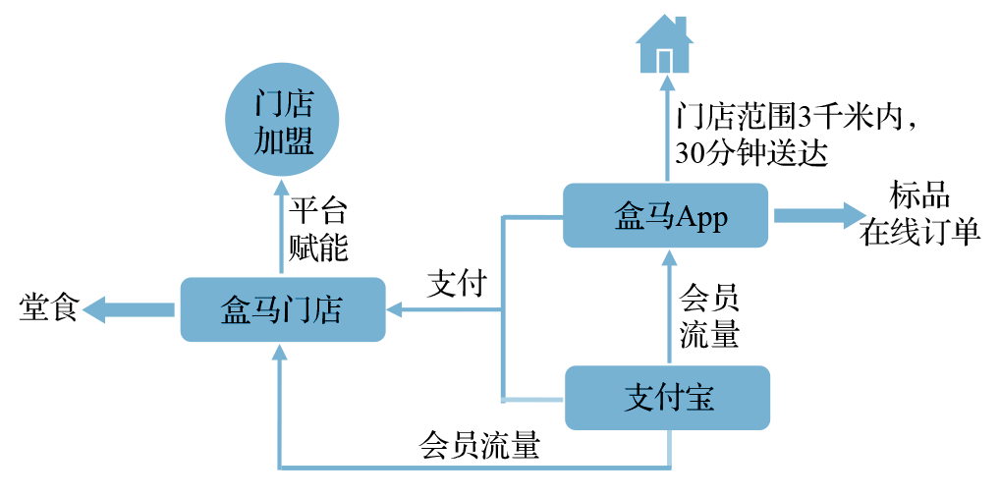 门店
加盟
门店范围3千米内，
30分钟送达
平台
赋能
盒马App
标品
在线订单
堂食
盒马门店
支付
会员
流量
支付宝
会员流量